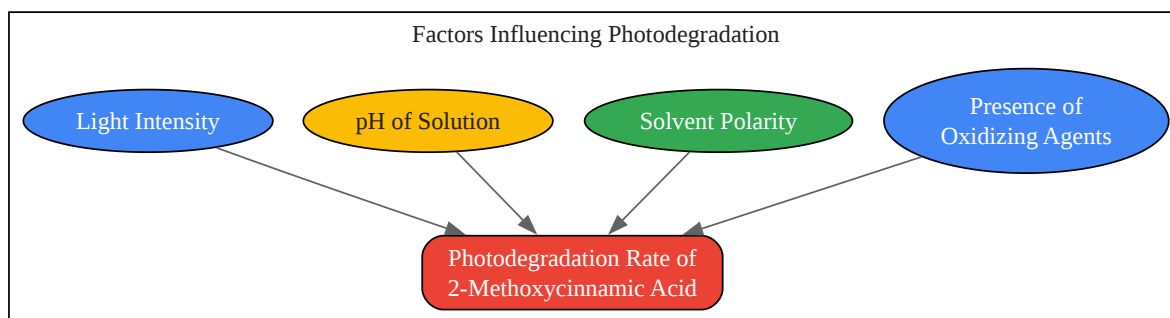 Factors Influencing Photodegradation
Light Intensity
pH of Solution
Solvent Polarity
Presence of
Oxidizing Agents
Photodegradation Rate of
2-Methoxycinnamic Acid